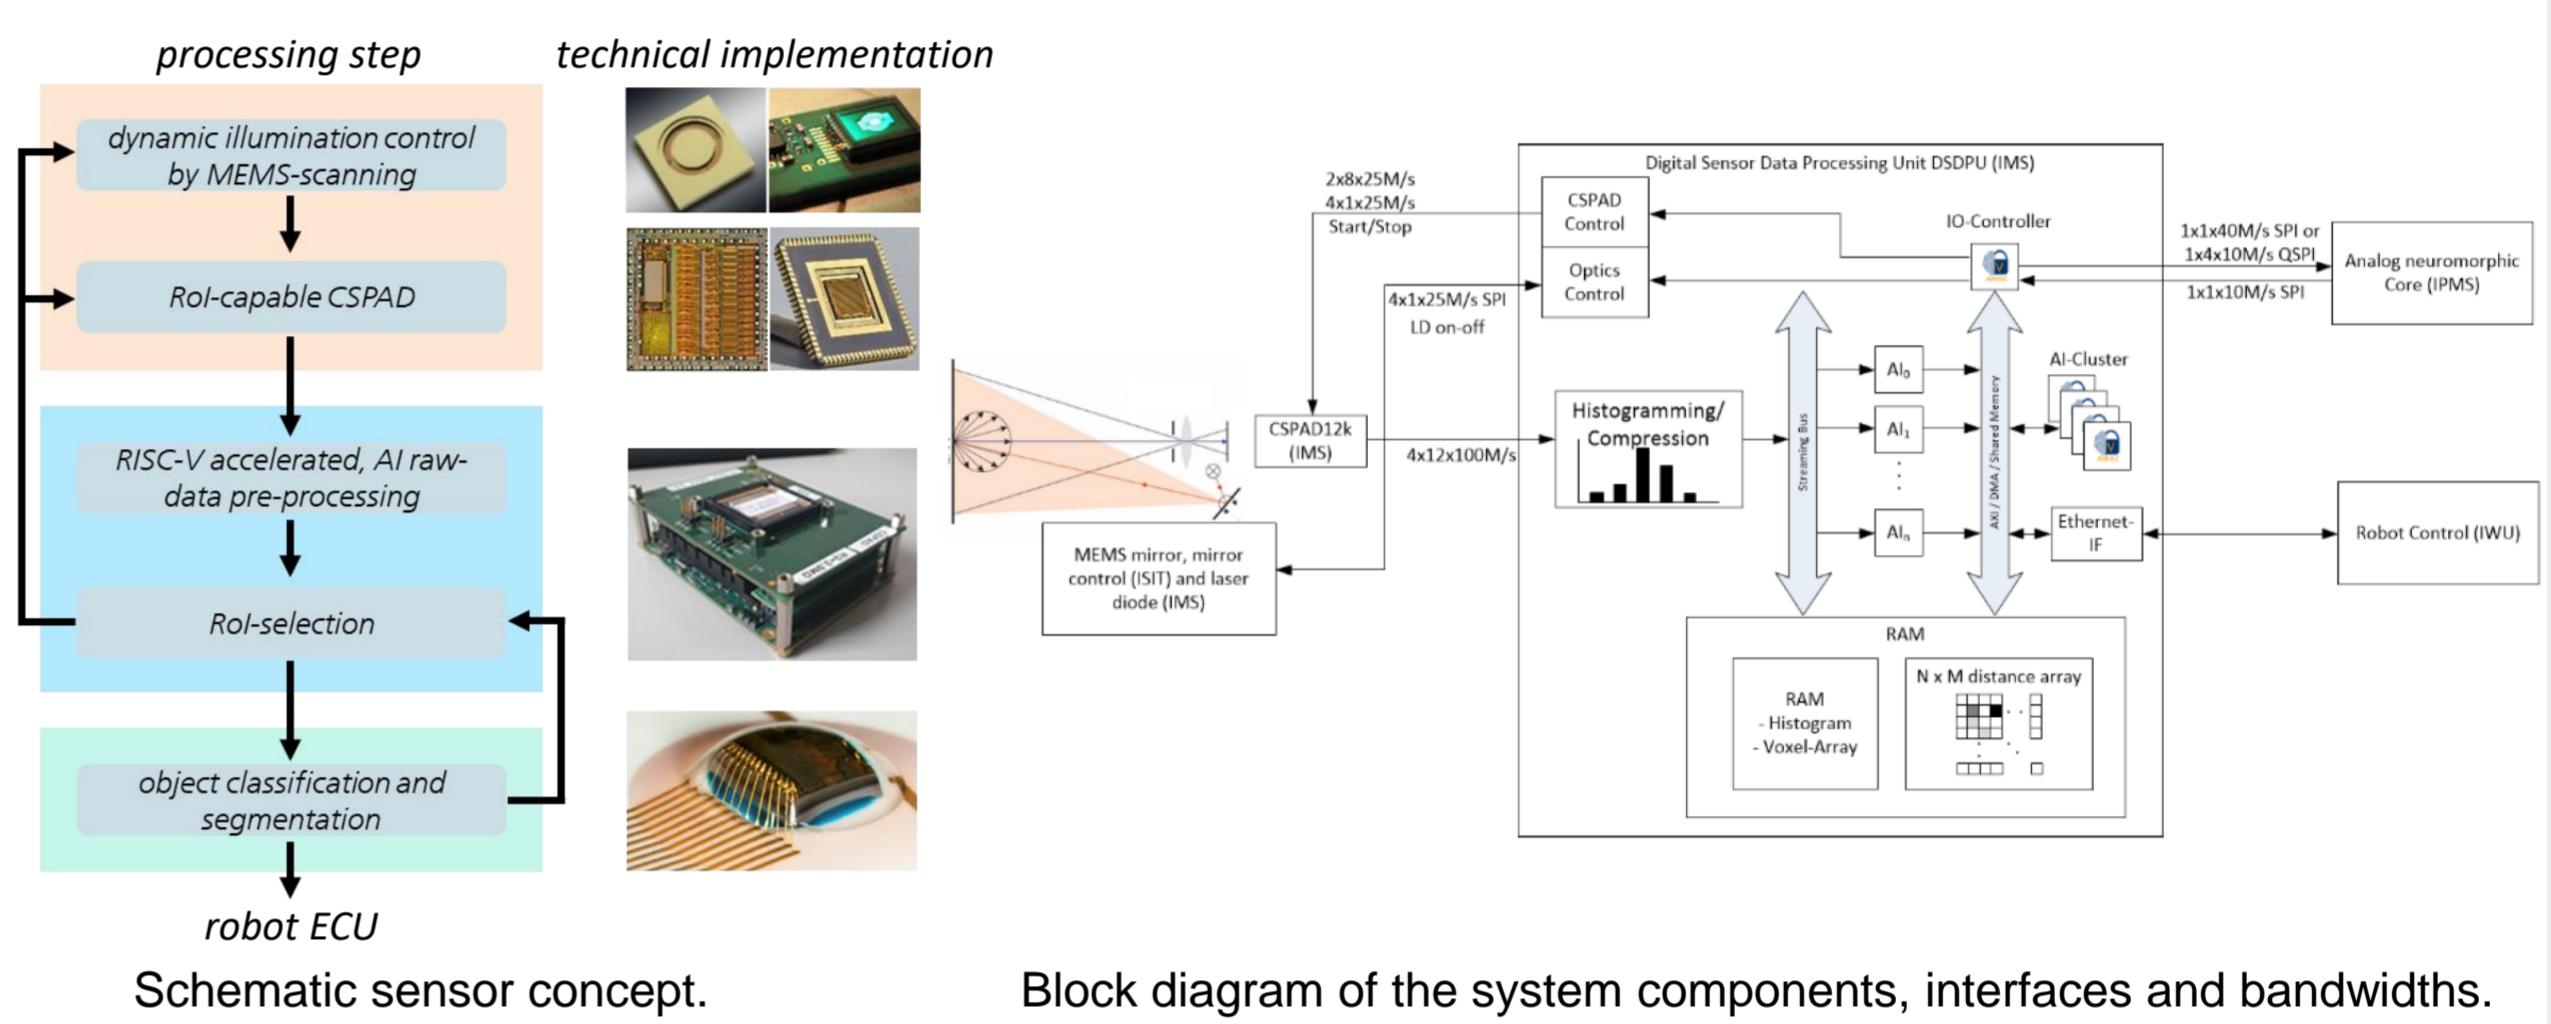 processing step
technical implementation
dynamic illumination control
by MEMS-scanning
RoI-capable CSPAD
RISC-V accelerated, AI raw-
data pre-processing
RoI-selection
object classification and
segmentation
robot ECU
Schematic sensor concept.
Digital Sensor Data Processing Unit DSDPU (IMS)
2x8x25M/s
4x1x25M/s
Start/Stop
CSPAD
Control
Optics
Control
IO-Controller
1x1x40M/s SPI or
1x4x10M/s QSPI
1x1x10M/s SPI
Analog neuromorphic
Core (IPMS)
4x1x25M/s SPI
LD on-off
CSPAD12k
(IMS)
4x12x100M/s
Histogramming/
Compression
Streaming Bus
AI0
AI1
AIn
AXI / DMA / Shared Memory
AI-Cluster
Ethernet-
IF
Robot Control (IWU)
MEMS mirror, mirror
control (ISIT) and laser
diode (IMS)
RAM
RAM
- Histogram
- Voxel-Array
N x M distance array
Block diagram of the system components, interfaces and bandwidths.